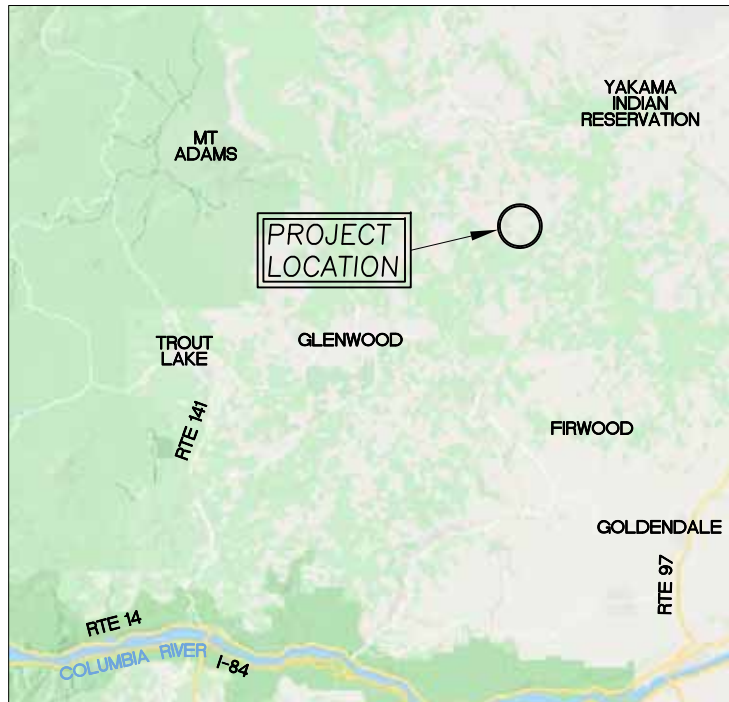 YAKAMA
INDIAN
RESERVATION
MT
ADAMS
PROJECT
LOCATION
TROUT
LAKE
GLENWOOD
RTE 141
FIRWOOD
GOLDENDALE
RTE 97
RTE 14
COLUMBIA RIVER
I-84